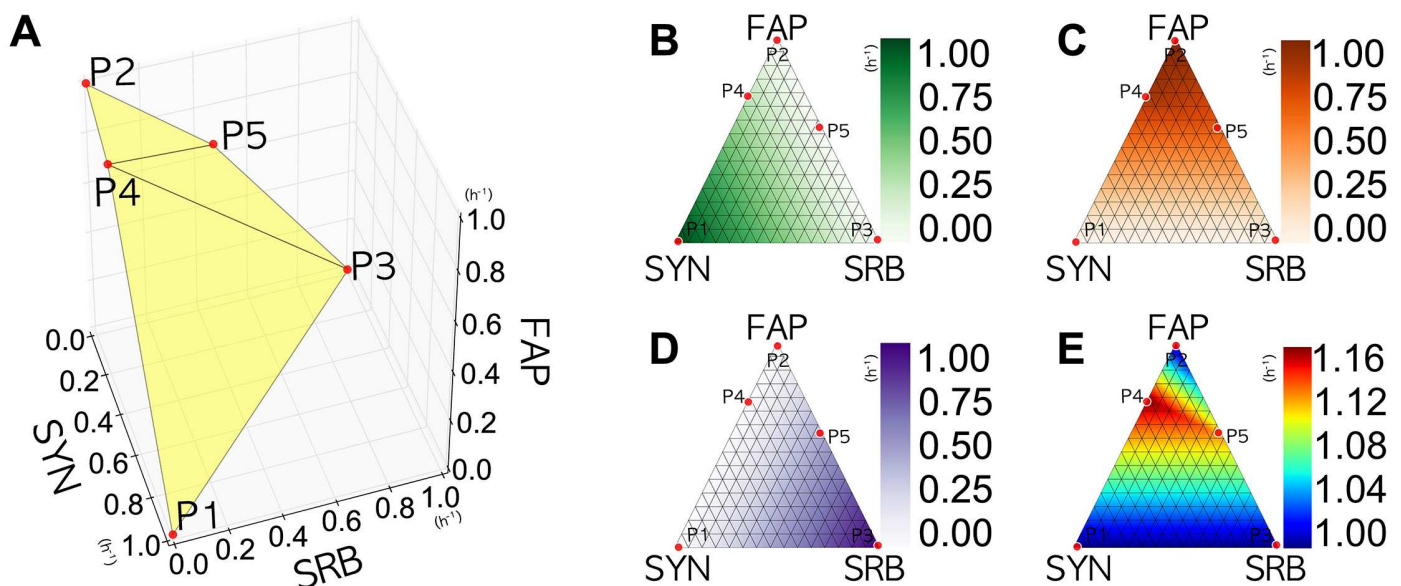 A
P2
P5
P4
P3
P1
(h⁻¹)
1.0
0.8
0.6
0.4
0.2
0.0
FAP
0.0
0.2
0.4
0.6
0.8
1.0
(h⁻¹)
SYN
0.0
0.2
0.4
0.6
0.8
1.0
(h⁻¹)
SRB
B
FAP
P2
P4
P5
P1
P3
SYN
SRB
(h⁻¹)
1.00
0.75
0.50
0.25
0.00
C
FAP
P2
P4
P5
P1
P3
SYN
SRB
(h⁻¹)
1.00
0.75
0.50
0.25
0.00
D
FAP
P2
P4
P5
P1
P3
SYN
SRB
(h⁻¹)
1.00
0.75
0.50
0.25
0.00
E
FAP
P2
P4
P5
P1
P3
SYN
SRB
(h⁻¹)
1.16
1.12
1.08
1.04
1.00